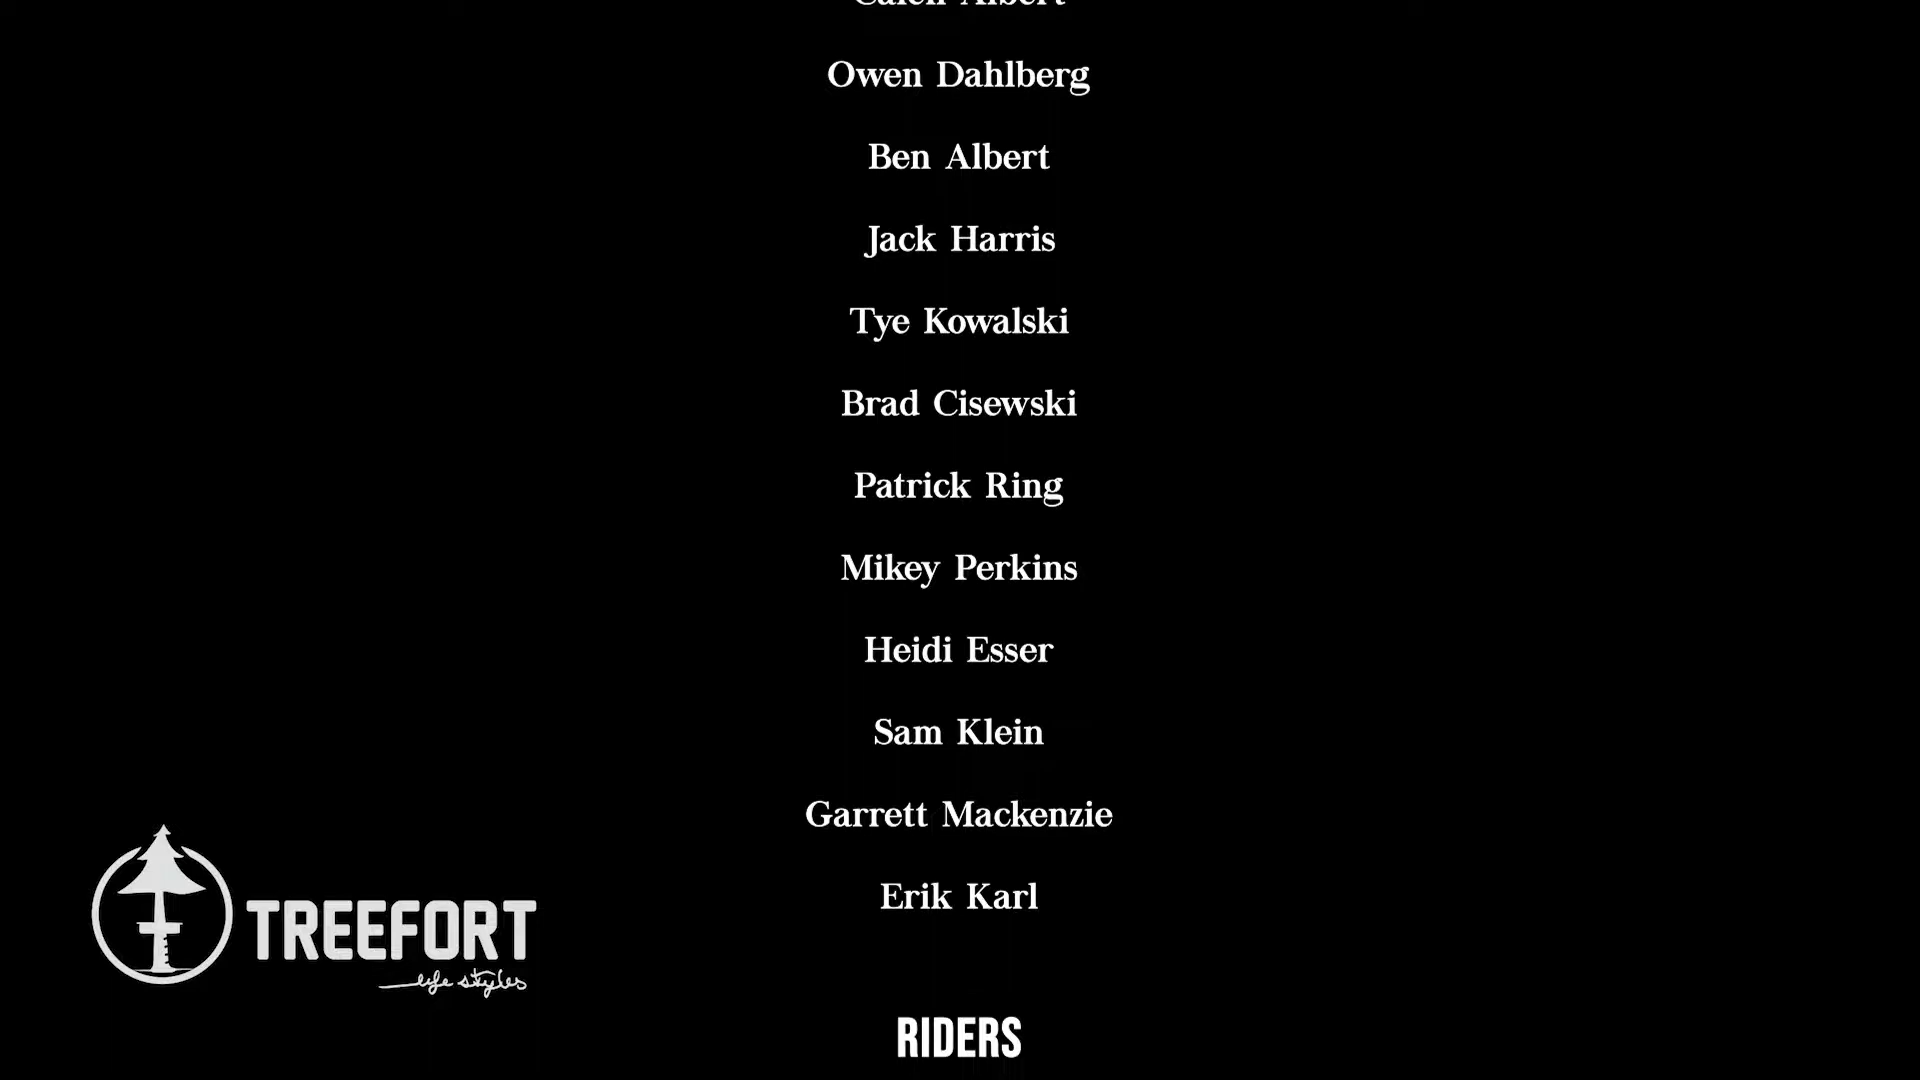 Owen Dahlberg
Ben Albert
Jack Harris
Tye Kowalski
Brad Cisewski
Patrick Ring
Mikey Perkins
Heidi Esser
Sam Klein
Garrett Mackenzie
Erik Karl
TREEFORT
life styles
RIDERS